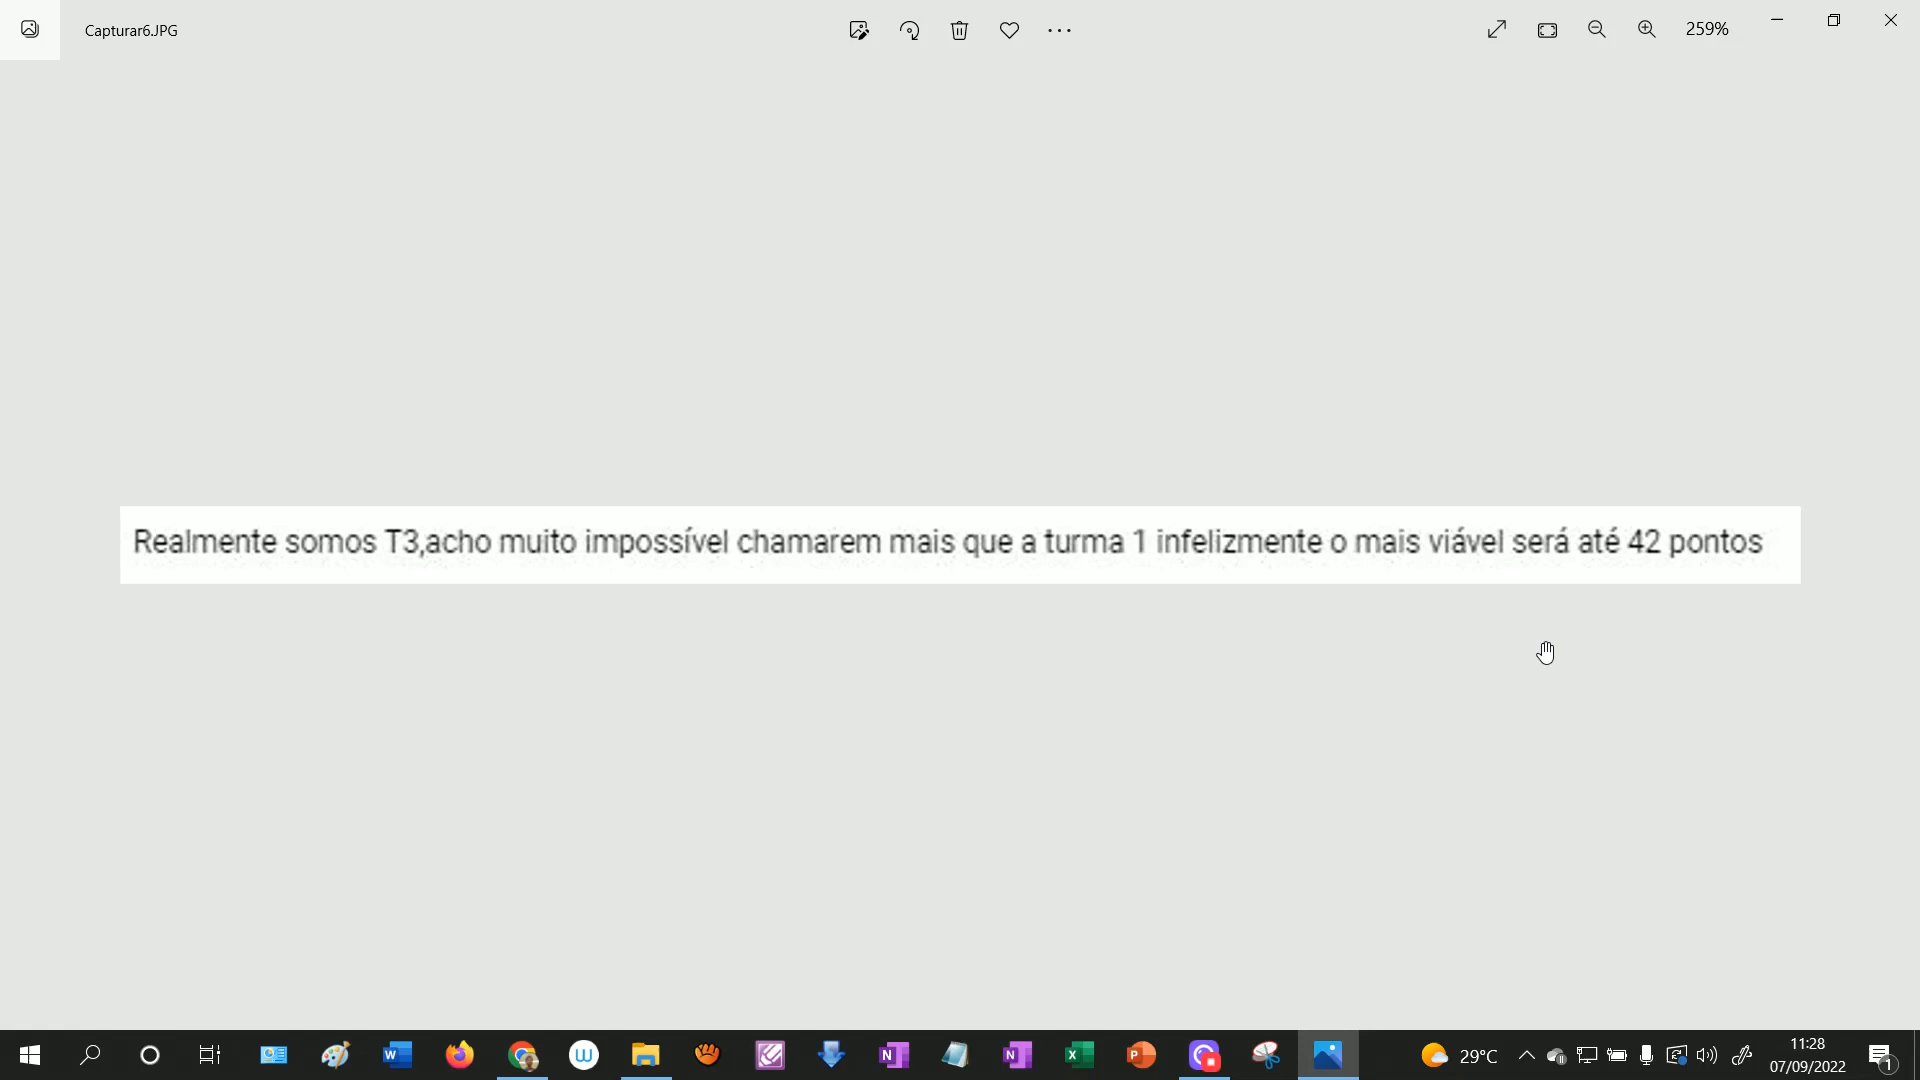 Capturar6.JPG
259%
Realmente somos T3,acho muito impossível chamarem mais que a turma 1 infelizmente o mais viável será até 42 pontos
29°C
11:28
07/09/2022
1